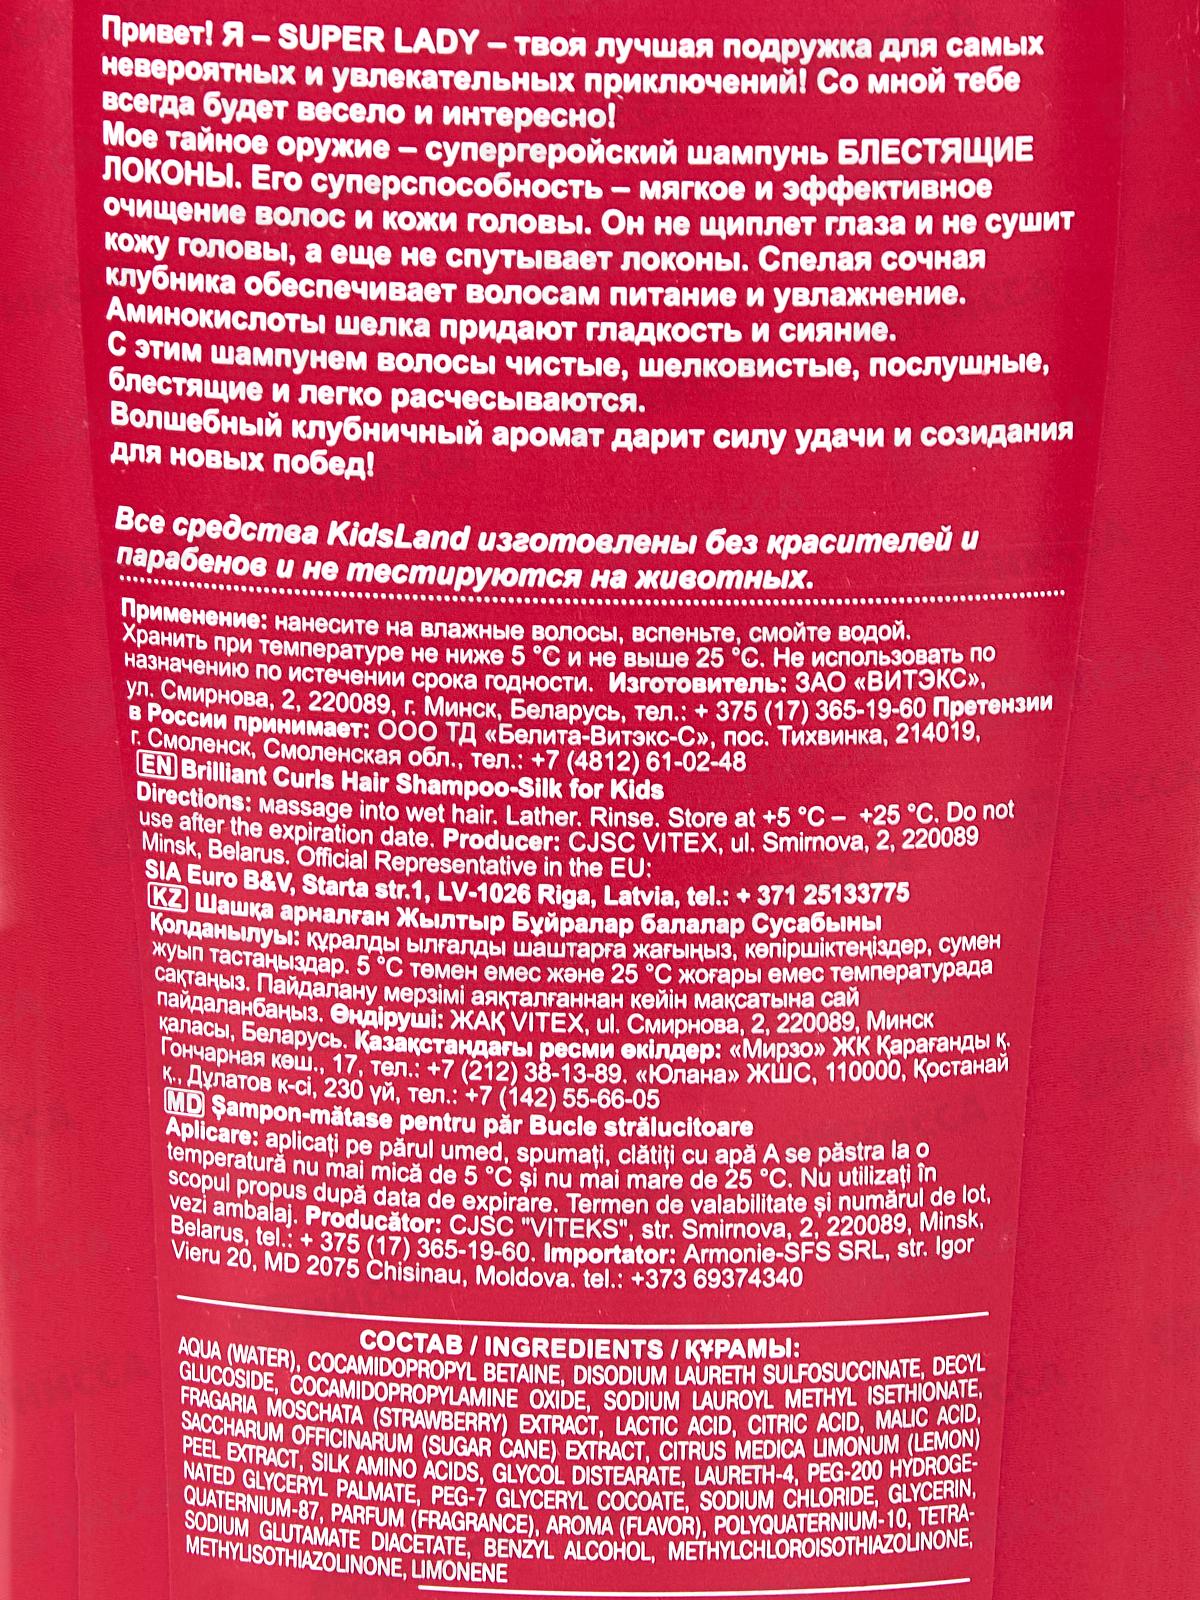 Привет! Я – SUPER LADY – твоя лучшая подружка для самых
невероятных и увлекательных приключений! Со мной тебе
всегда будет весело и интересно!
Мое тайное оружие – супергеройский шампунь БЛЕСТЯЩИЕ
ЛОКОНЫ. Его суперспособность – мягкое и эффективное
очищение волос и кожи головы. Он не щиплет глаза и не сушит
кожу головы, а еще не спутывает локоны. Спелая сочная
клубника обеспечивает волосам питание и увлажнение.
Аминокислоты шелка придают гладкость и сияние.
С этим шампунем волосы чистые, шелковистые, послушные,
блестящие и легко расчесываются.
Волшебный клубничный аромат дарит силу удачи и созидания
для новых побед!
Все средства KidsLand изготовлены без красителей и
парабенов и не тестируются на животных.
Применение: нанесите на влажные волосы, вспеньте, смойте водой.
Хранить при температуре не ниже 5 °C и не выше 25 °C. Не использовать по
назначению по истечении срока годности. Изготовитель: ЗАО «ВИТЭКС»,
ул. Смирнова, 2, 220089, г. Минск, Беларусь, тел.: + 375 (17) 365-19-60 Претензии
в России принимает: ООО ТД «Белита-Витэкс-С», пос. Тихвинка, 214019,
г. Смоленск, Смоленская обл., тел.: +7 (4812) 61-02-48
EN Brilliant Curls Hair Shampoo-Silk for Kids
Directions: massage into wet hair. Lather. Rinse. Store at +5 °C – +25 °C. Do not
use after the expiration date. Producer: CJSC VITEX, ul. Smirnova, 2, 220089
Minsk, Belarus. Official Representative in the EU:
SIA Euro B&V, Starta str.1, LV-1026 Riga, Latvia, tel.: + 371 25133775
KZ Шашқа арналған Жылтыр Бұйралар балалар Сусабыны
Қолданылуы: құралды ылғалды шаштарға жағыңыз, көпіршіктеңіздер, сумен
жуып тастаңыздар. 5 °C төмен емес және 25 °C жоғары емес температурада
сақтаңыз. Пайдалану мерзімі аяқталғаннан кейін мақсатына сай
пайдаланбаңыз. Өндіруші: ЖАҚ VITEX, ul. Смирнова, 2, 220089, Минск
қаласы, Беларусь. Қазақстандағы ресми өкілдер: «Мирзо» ЖК Қарағанды қ.
Гончарная көш., 17, тел.: +7 (212) 38-13-89. «Юлана» ЖШС, 110000, Қостанай
қ., Дулатов к-сі, 230 үй, тел.: +7 (142) 55-66-05
MD Șampon-mătase pentru păr Bucle strălucitoare
Aplicare: aplicați pe părul umed, spumați, clătiți cu apă A se păstra la o
temperatură nu mai mică de 5 °C și nu mai mare de 25 °C. Nu utilizați în
scopul propus după data de expirare. Termen de valabilitate și numărul de lot,
vezi ambalaj. Producător: CJSC "VITEKS", str. Smirnova, 2, 220089, Minsk,
Belarus, tel.: + 375 (17) 365-19-60. Importator: Armonie-SFS SRL, str. Igor
Vieru 20, MD 2075 Chisinau, Moldova. tel.: +373 69374340
СОСТАВ / INGREDIENTS / ҚҰРАМЫ:
AQUA (WATER), COCAMIDOPROPYL BETAINE, DISODIUM LAURETH SULFOSUCCINATE, DECYL
GLUCOSIDE, COCAMIDOPROPYLAMINE OXIDE, SODIUM LAUROYL METHYL ISETHIONATE,
FRAGARIA MOSCHATA (STRAWBERRY) EXTRACT, LACTIC ACID, CITRIC ACID, MALIC ACID,
SACCHARUM OFFICINARUM (SUGAR CANE) EXTRACT, CITRUS MEDICA LIMONUM (LEMON)
PEEL EXTRACT, SILK AMINO ACIDS, GLYCOL DISTEARATE, LAURETH-4, PEG-200 HYDROGE-
NATED GLYCERYL PALMATE, PEG-7 GLYCERYL COCOATE, SODIUM CHLORIDE, GLYCERIN,
QUATERNIUM-87, PARFUM (FRAGRANCE), AROMA (FLAVOR), POLYQUATERNIUM-10, TETRA-
SODIUM GLUTAMATE DIACETATE, BENZYL ALCOHOL, METHYLCHLOROISOTHIAZOLINONE,
METHYLISOTHIAZOLINONE, LIMONENE